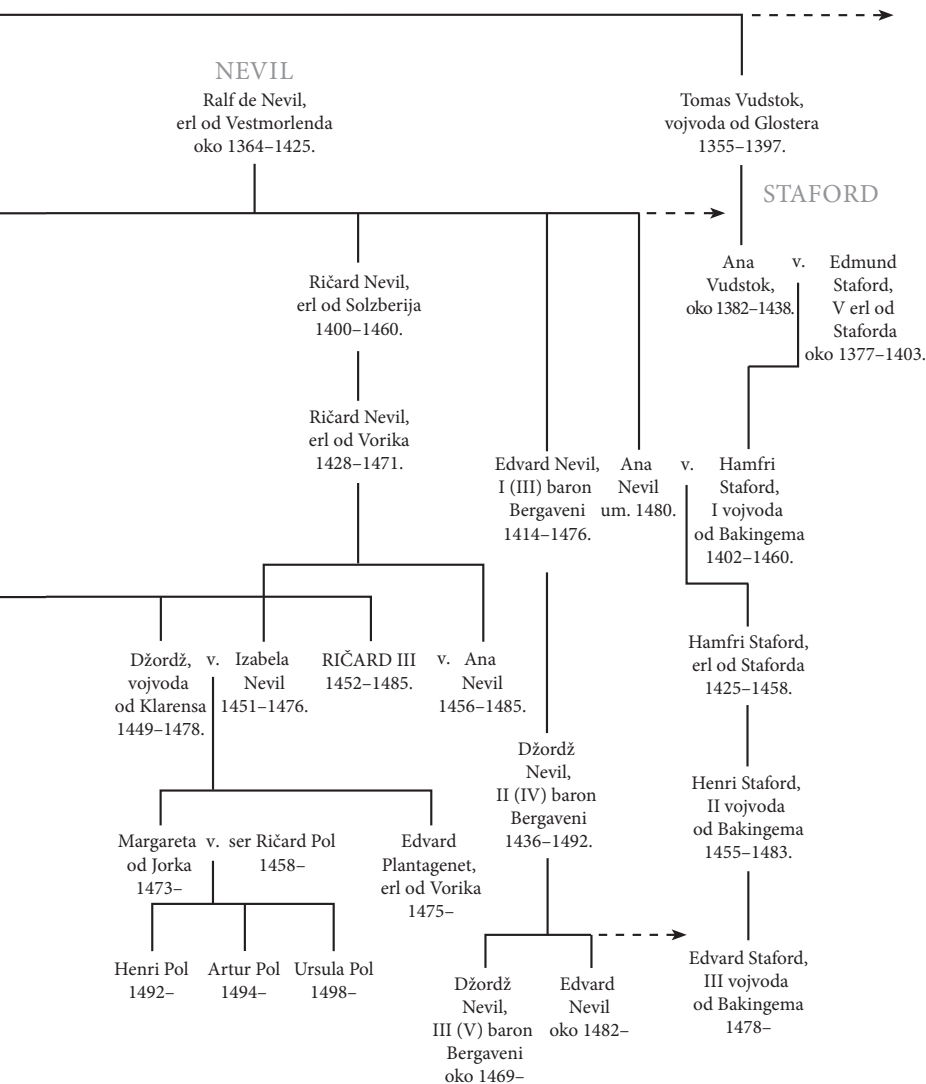 NEVIL
Ralf de Nevil,
erl od Vestmorlenda
oko 1364–1425.
Tomas Vudstok,
vojvoda od Glostera
1355–1397.
STAFORD
Ana
Vudstok,
oko 1382–1438.
v.
Edmund
Staford,
V erl od
Staforda
oko 1377–1403.
Ričard Nevil,
erl od Solzberija
1400–1460.
Ričard Nevil,
erl od Vorika
1428–1471.
Edvard Nevil,
I (III) baron
Bergaveni
1414–1476.
Ana
Nevil
um. 1480.
v.
Hamfri
Staford,
I vojvoda
od Bakingema
1402–1460.
Džordž,
vojvoda
od Klarensa
1449–1478.
v.
Izabela
Nevil
1451–1476.
RIČARD III
1452–1485.
v.
Ana
Nevil
1456–1485.
Hamfri Staford,
erl od Staforda
1425–1458.
Džordž
Nevil,
II (IV) baron
Bergaveni
1436–1492.
Henri Staford,
II vojvoda
od Bakingema
1455–1483.
Margareta
od Jorka
1473–
v.
ser Ričard Pol
1458–
Edvard
Plantagenet,
erl od Vorika
1475–
Henri Pol
1492–
Artur Pol
1494–
Ursula Pol
1498–
Džordž
Nevil,
III (V) baron
Bergaveni
oko 1469–
Edvard
Nevil
oko 1482–
Edvard Staford,
III vojvoda
od Bakingema
1478–